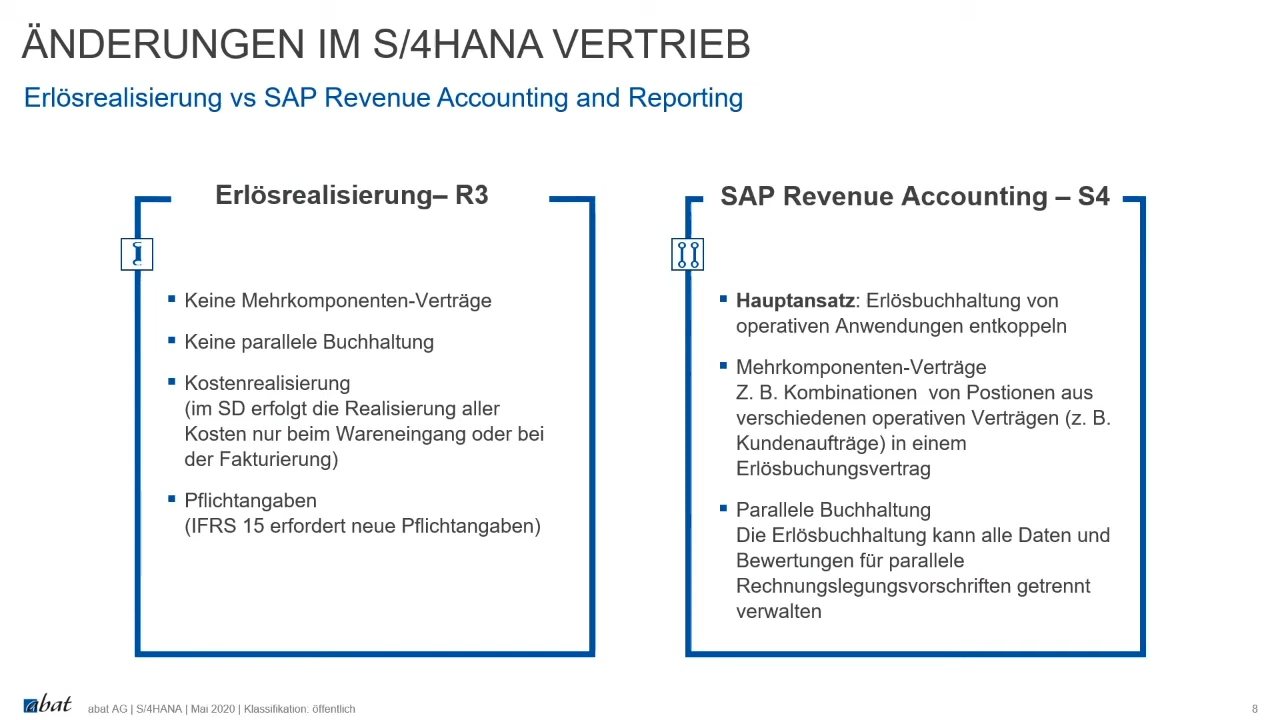 ÄNDERUNGEN IM S/4HANA VERTRIEB
Erlösrealisierung vs SAP Revenue Accounting and Reporting
Erlösrealisierung– R3
Keine Mehrkomponenten-Verträge
Keine parallele Buchhaltung
Kostenrealisierung
(im SD erfolgt die Realisierung aller
Kosten nur beim Wareneingang oder bei
der Fakturierung)
Pflichtangaben
(IFRS 15 erfordert neue Pflichtangaben)
SAP Revenue Accounting – S4
Hauptansatz: Erlösbuchhaltung von
operativen Anwendungen entkoppeln
Mehrkomponenten-Verträge
Z. B. Kombinationen von Postionen aus
verschiedenen operativen Verträgen (z. B.
Kundenaufträge) in einem
Erlösbuchungsvertrag
Parallele Buchhaltung
Die Erlösbuchhaltung kann alle Daten und
Bewertungen für parallele
Rechnungslegungsvorschriften getrennt
verwalten
abat
abat AG | S/4HANA | Mai 2020 | Klassifikation: öffentlich
8